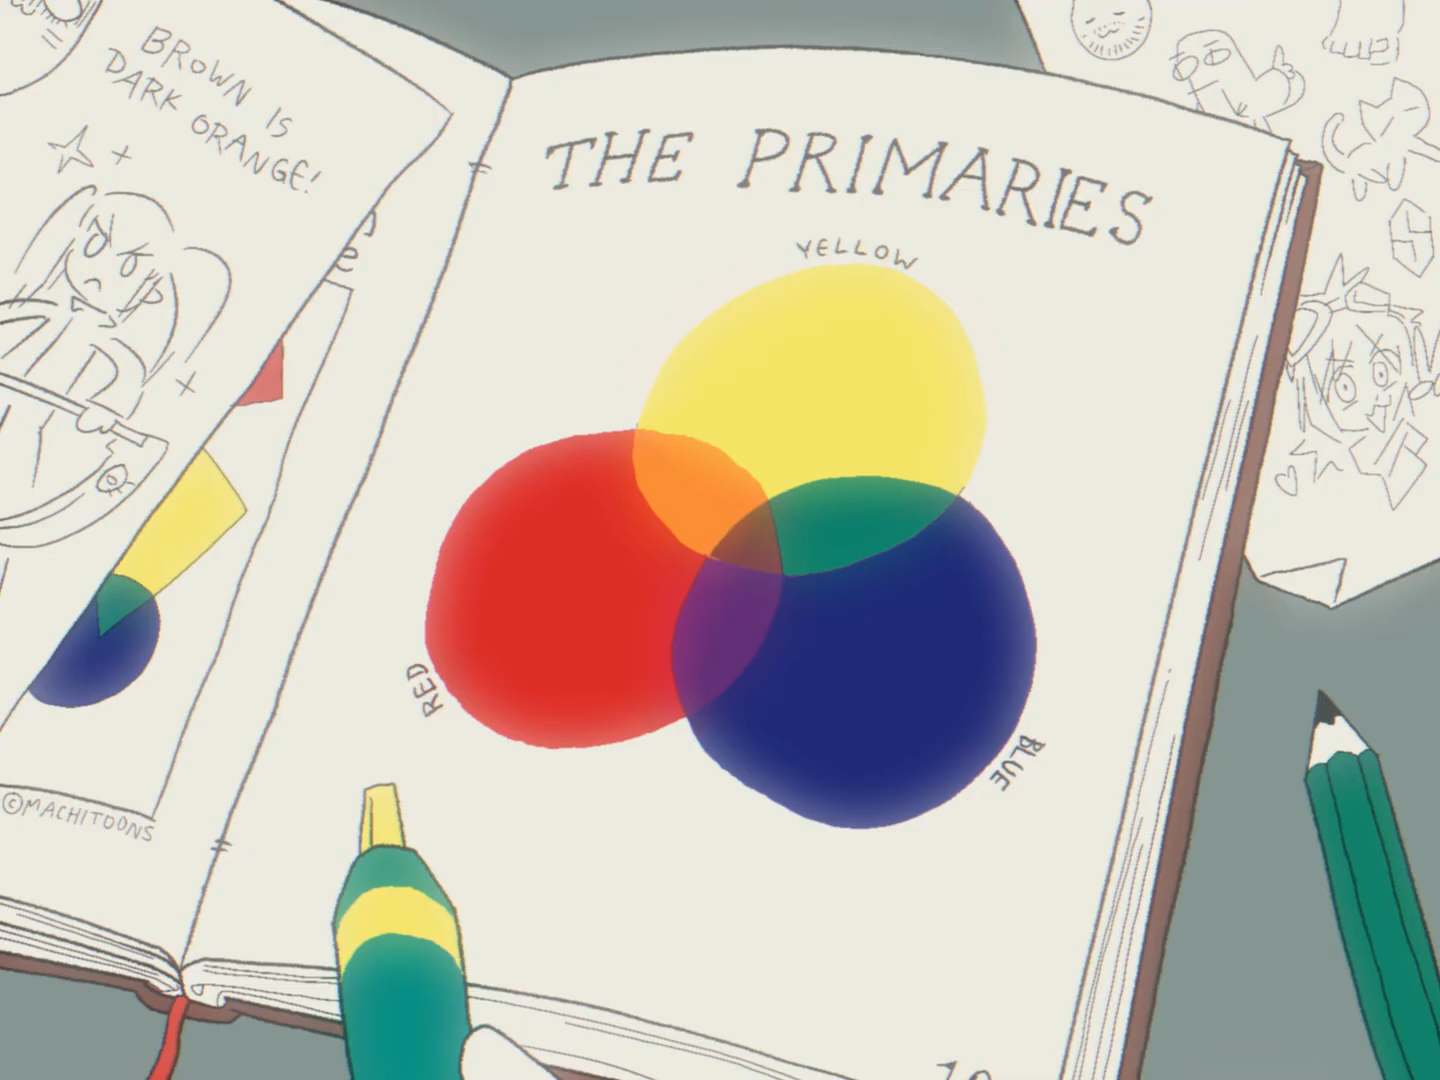 BROWN IS
DARK ORANGE!
©MACHITOONS
THE PRIMARIES
YELLOW
RED
BLUE